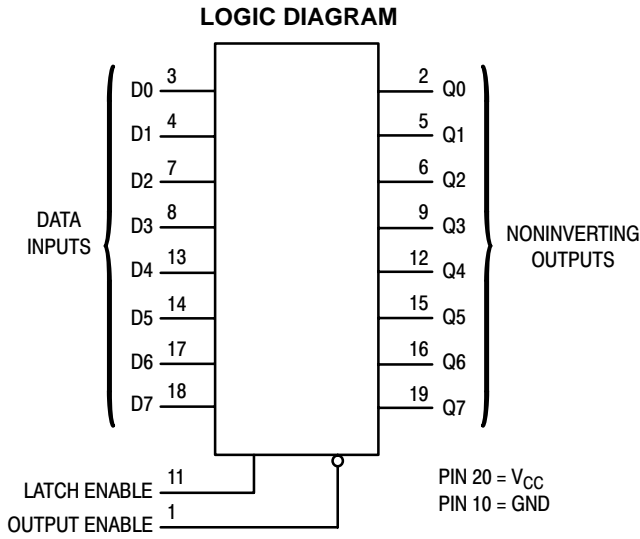 LOGIC DIAGRAM
D0 3
D1 4
D2 7
D3 8
D4 13
D5 14
D6 17
D7 18
DATA
INPUTS
2 Q0
5 Q1
6 Q2
9 Q3
12 Q4
15 Q5
16 Q6
19 Q7
NONINVERTING
OUTPUTS
LATCH ENABLE 11
OUTPUT ENABLE 1
PIN 20 = VCC
PIN 10 = GND